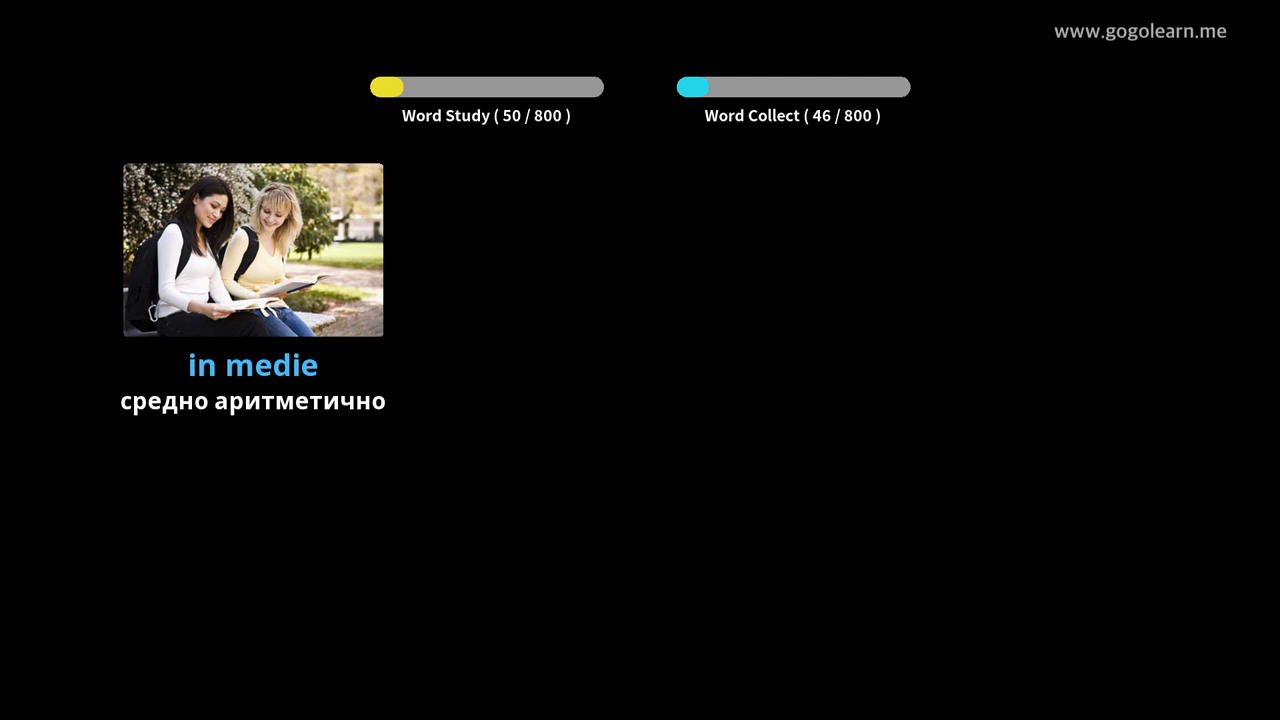 www.gogolearn.me
Word Study ( 50 / 800 )
Word Collect ( 46 / 800 )
in medie
средно аритметично